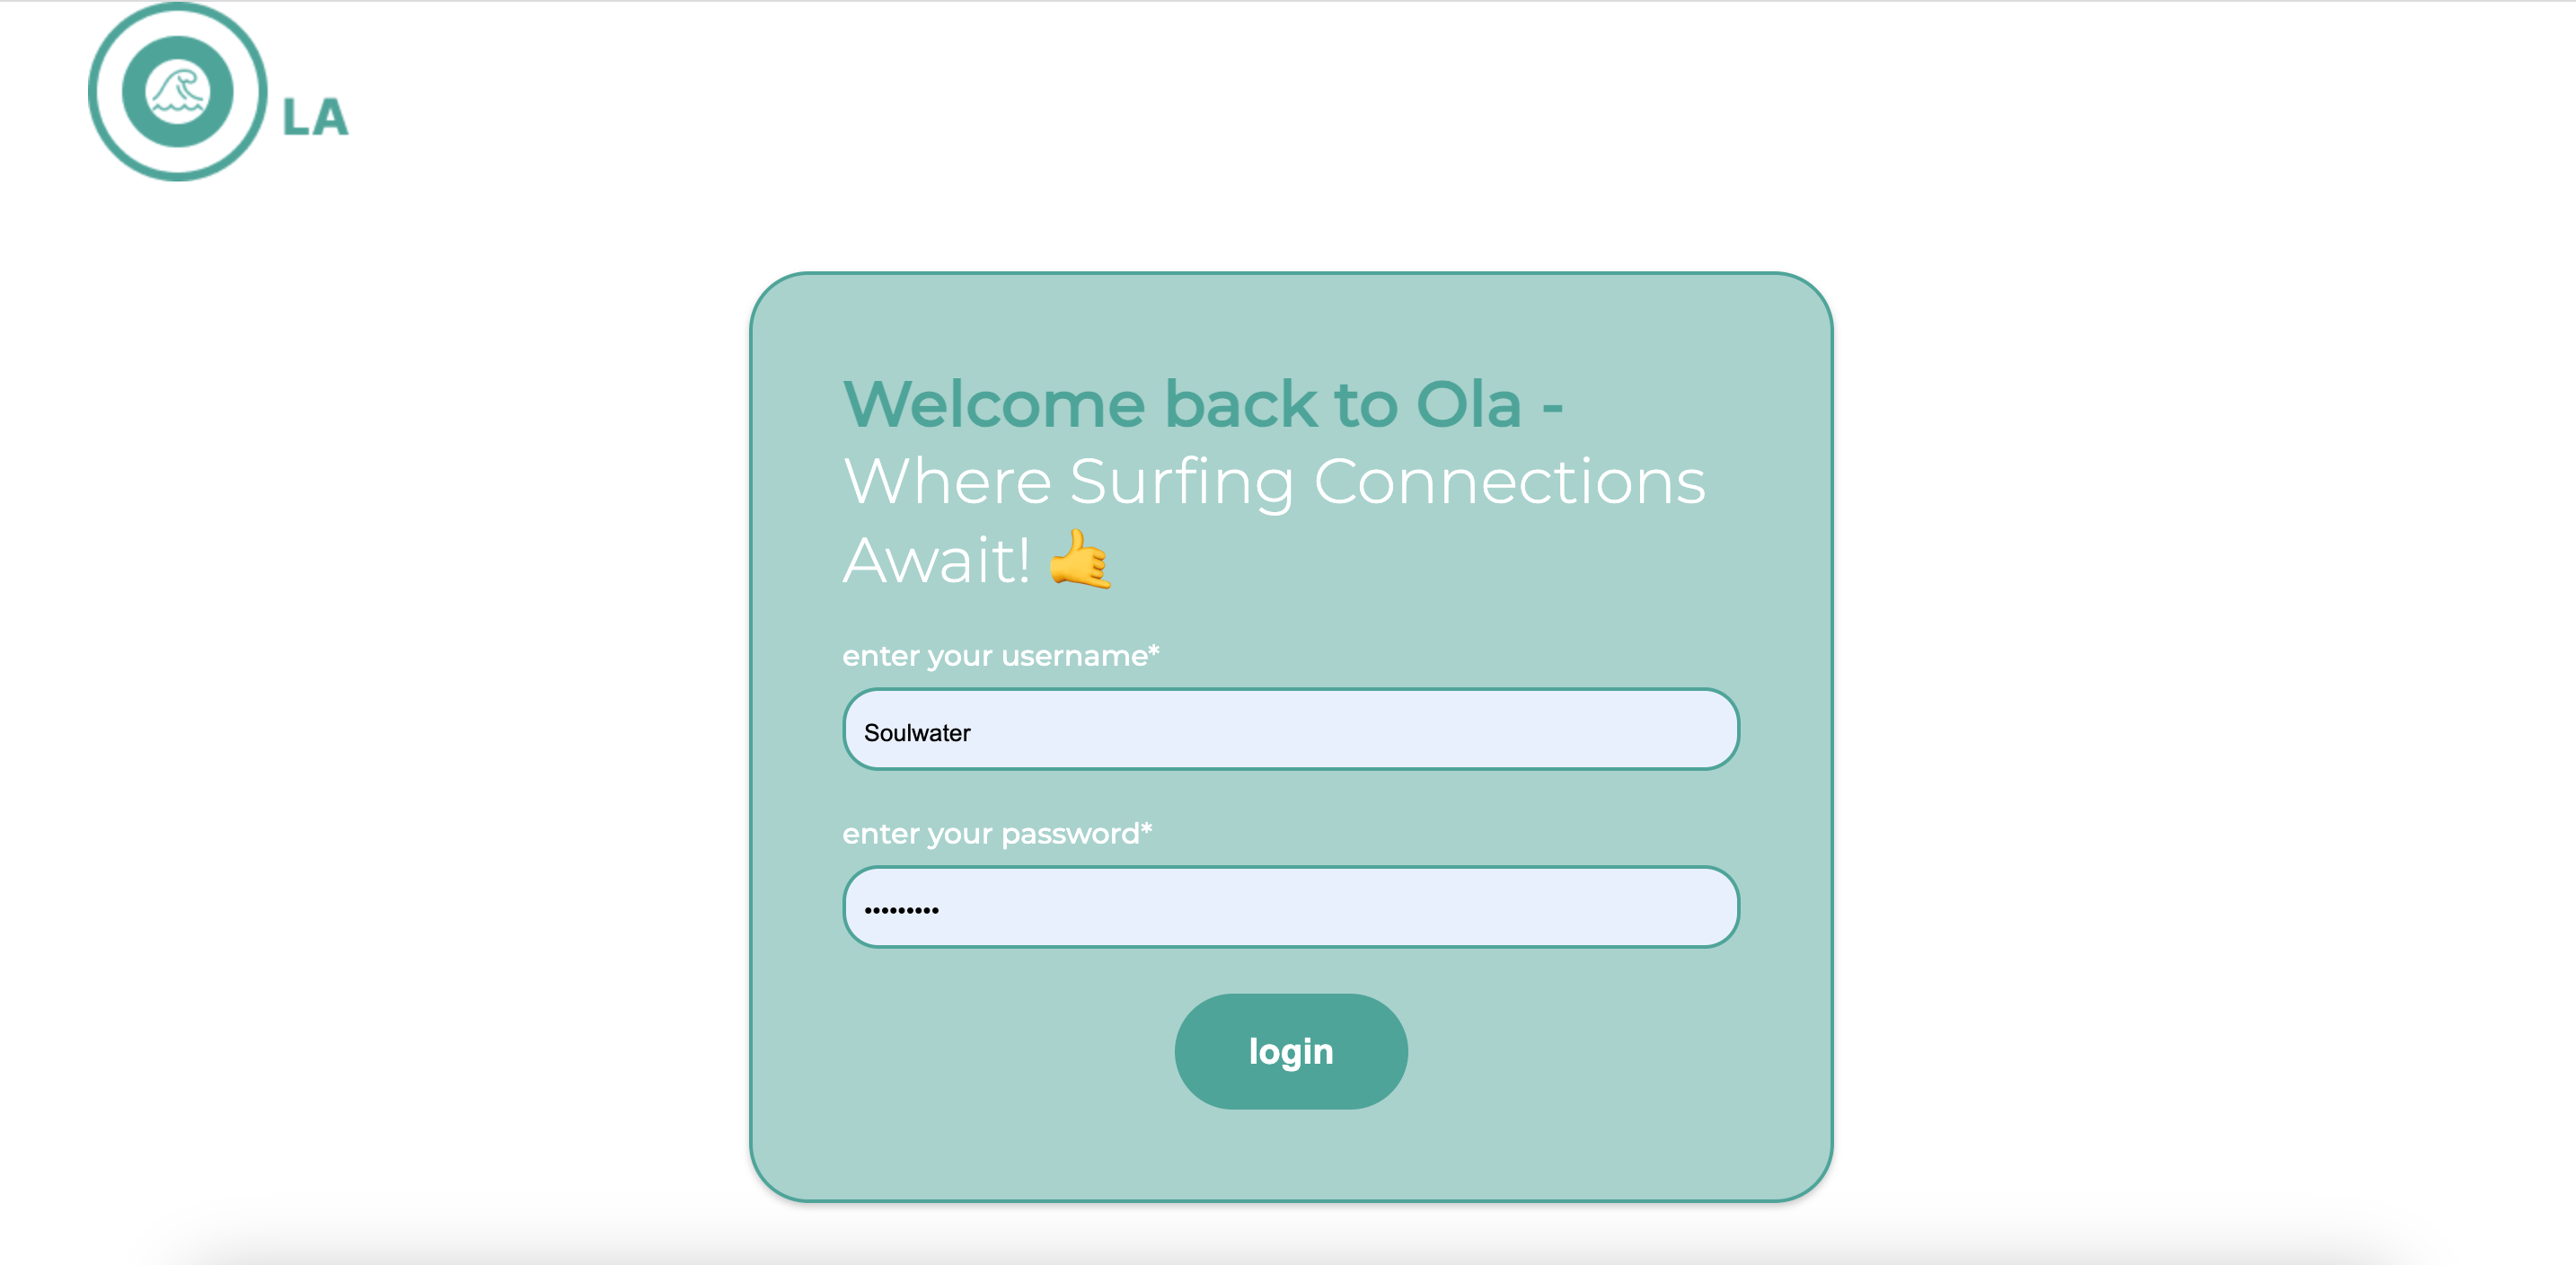 LA
Welcome back to Ola -
Where Surfing Connections
Await! 🤙
enter your username*
Soulwater
enter your password*
•••••••••
login